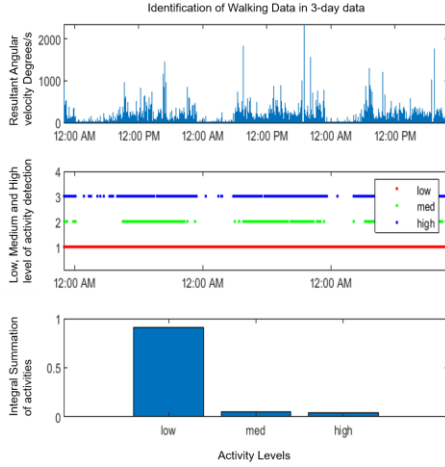 Identification of Walking Data in 3-day data
Resultant Angular
velocity Degrees/s
2000
1000
0
12:00 AM 12:00 PM 12:00 AM 12:00 PM 12:00 AM 12:00 PM
Low, Medium and High
level of activity detection
4
3
2
1
low
med
high
12:00 AM 12:00 AM 12:00 AM
Integral Summation
of activities
1
0.5
0
low med high
Activity Levels